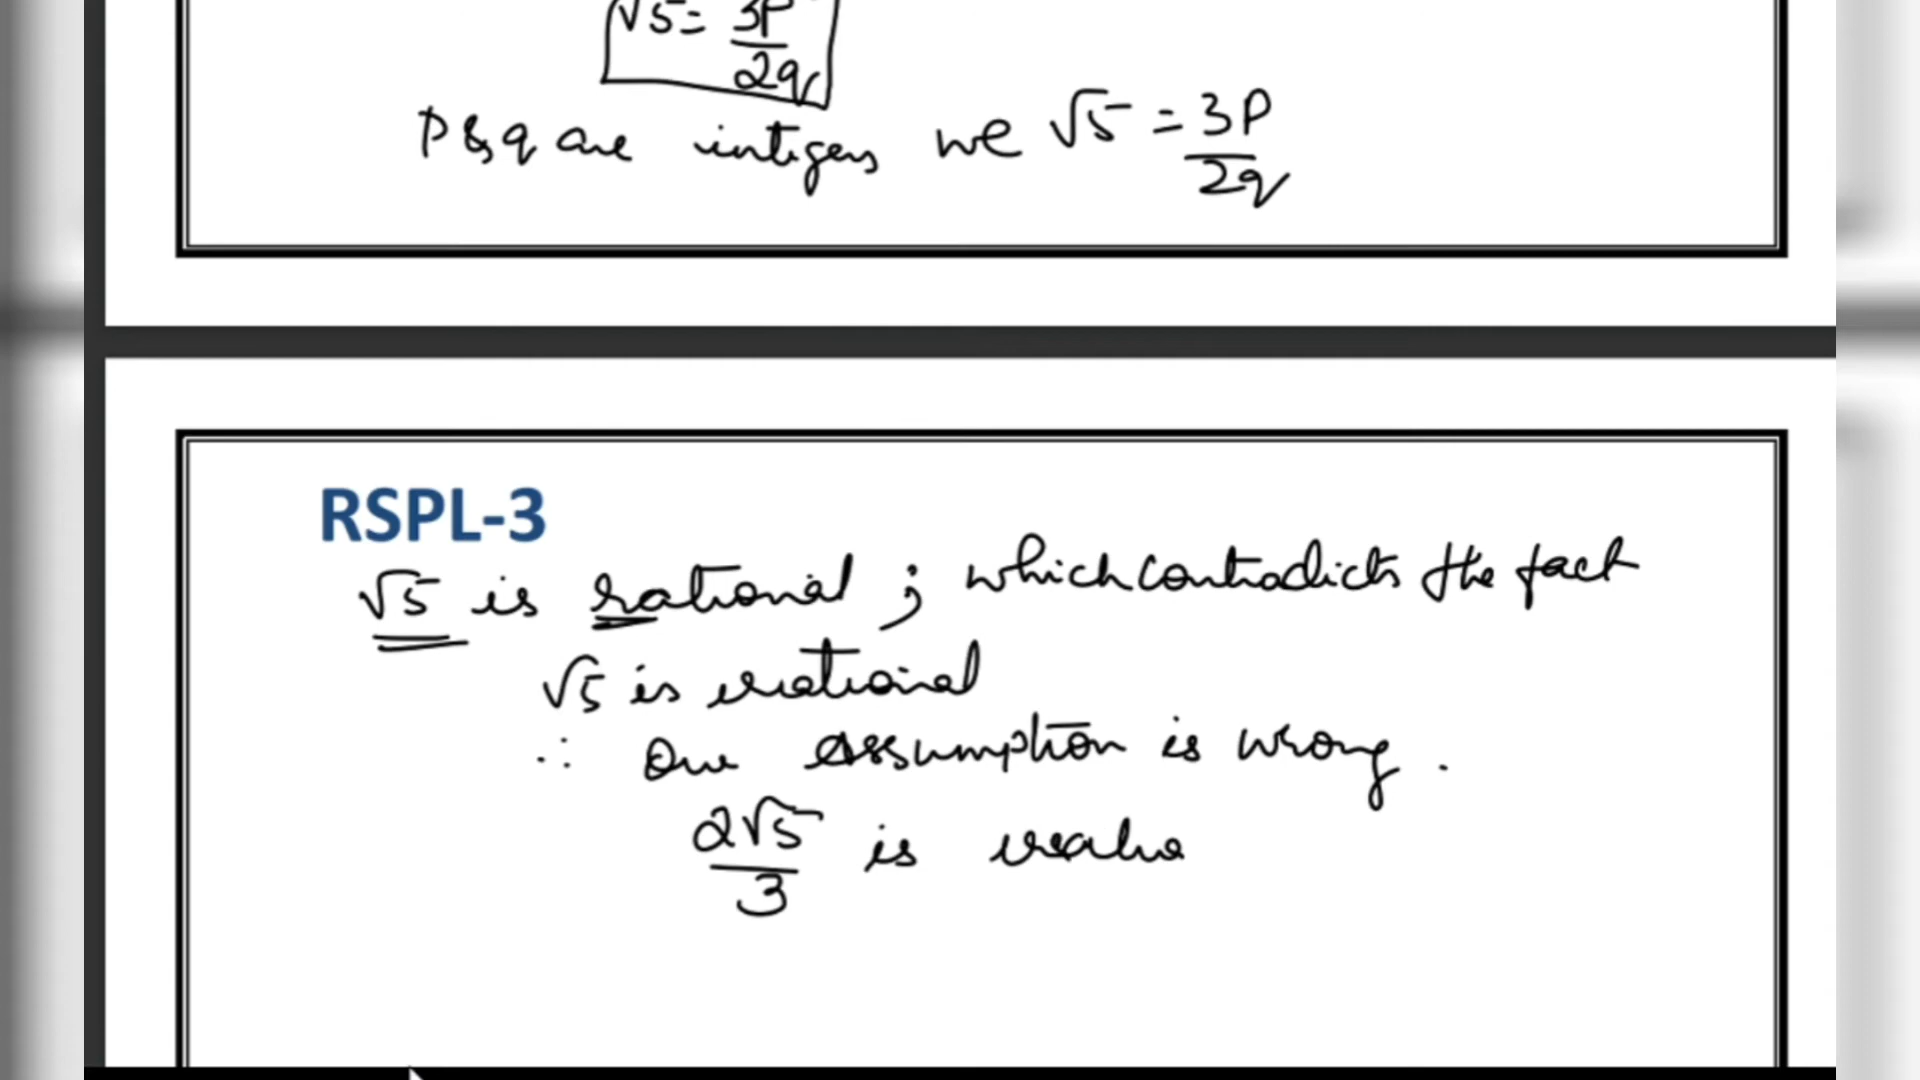 √5 = 3P/2q
P & q are intigers we √5 = 3P/2q
RSPL-3
√5 is rational ; which contradicts the fact
√5 is irrational
∴ Our assumption is wrong .
2√5/3 is